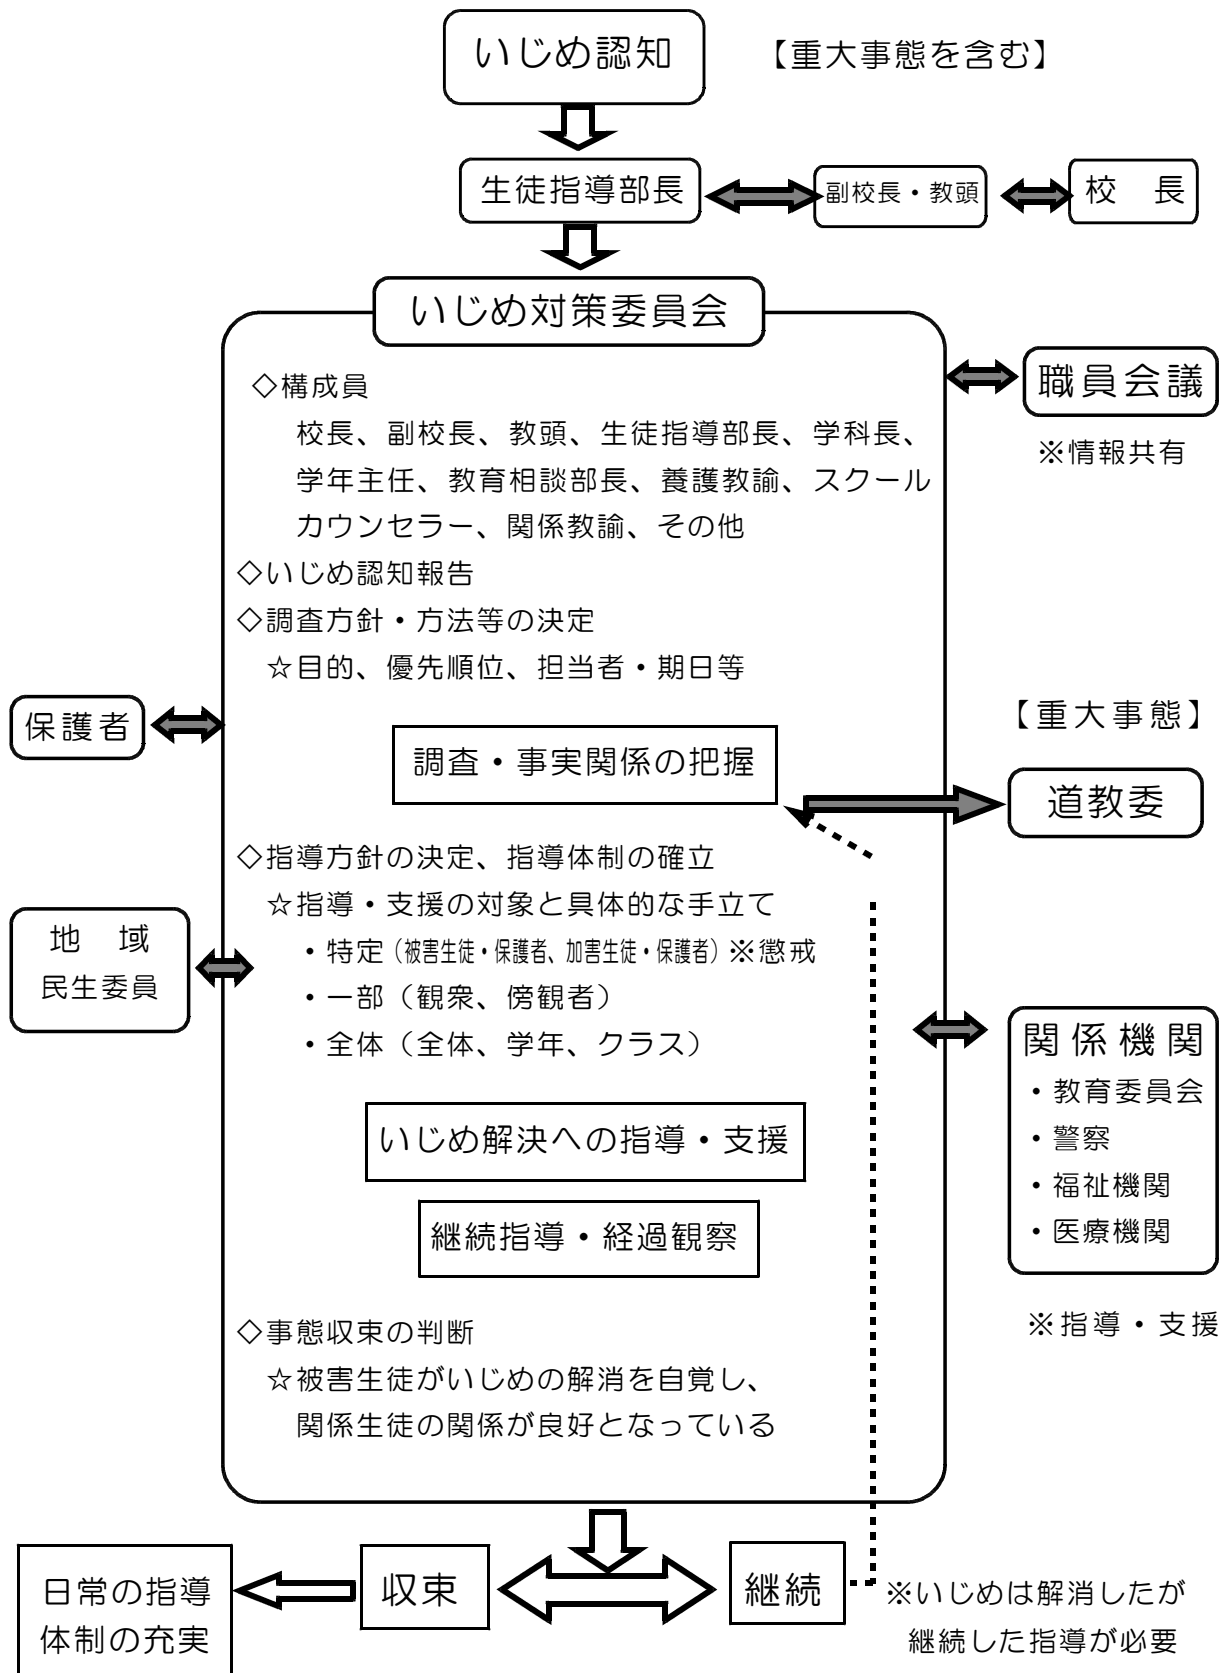 いじめ認知
【重大事態を含む】
生徒指導部長
副校長・教頭
校　長
いじめ対策委員会
◇構成員
校長、副校長、教頭、生徒指導部長、学科長、
学年主任、教育相談部長、養護教諭、スクール
カウンセラー、関係教諭、その他
職員会議
※情報共有
◇いじめ認知報告
◇調査方針・方法等の決定
☆目的、優先順位、担当者・期日等
保護者
【重大事態】
調査・事実関係の把握
道教委
◇指導方針の決定、指導体制の確立
☆指導・支援の対象と具体的な手立て
・特定（被害生徒・保護者、加害生徒・保護者）※懲戒
・一部（観衆、傍観者）
・全体（全体、学年、クラス）
地　域
民生委員
関係機関
・教育委員会
・警察
・福祉機関
・医療機関
※指導・支援
いじめ解決への指導・支援
継続指導・経過観察
◇事態収束の判断
☆被害生徒がいじめの解消を自覚し、
関係生徒の関係が良好となっている
日常の指導
体制の充実
収束
継続
※いじめは解消したが
継続した指導が必要